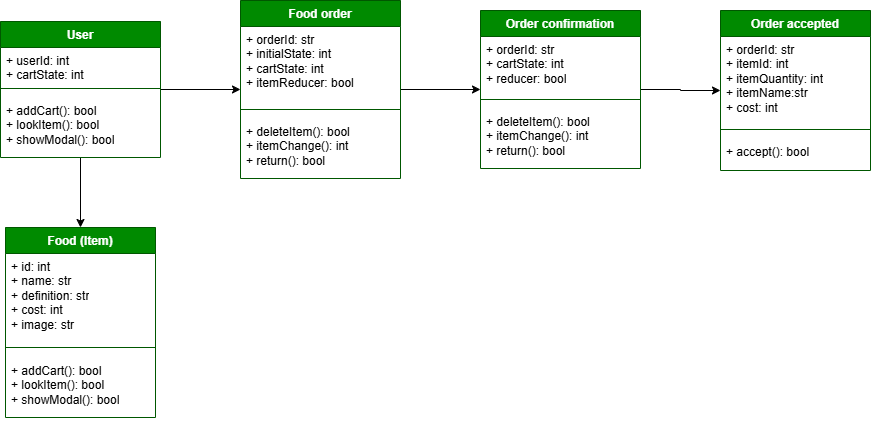 User
+ userId: int
+ cartState: int
+ addCart(): bool
+ lookItem(): bool
+ showModal(): bool
Food order
+ orderId: str
+ initialState: int
+ cartState: int
+ itemReducer: bool
+ deleteItem(): bool
+ itemChange(): int
+ return(): bool
Order confirmation
+ orderId: str
+ cartState: int
+ reducer: bool
+ deleteItem(): bool
+ itemChange(): int
+ return(): bool
Order accepted
+ orderId: str
+ itemId: int
+ itemQuantity: int
+ itemName:str
+ cost: int
+ accept(): bool
Food (Item)
+ id: int
+ name: str
+ definition: str
+ cost: int
+ image: str
+ addCart(): bool
+ lookItem(): bool
+ showModal(): bool